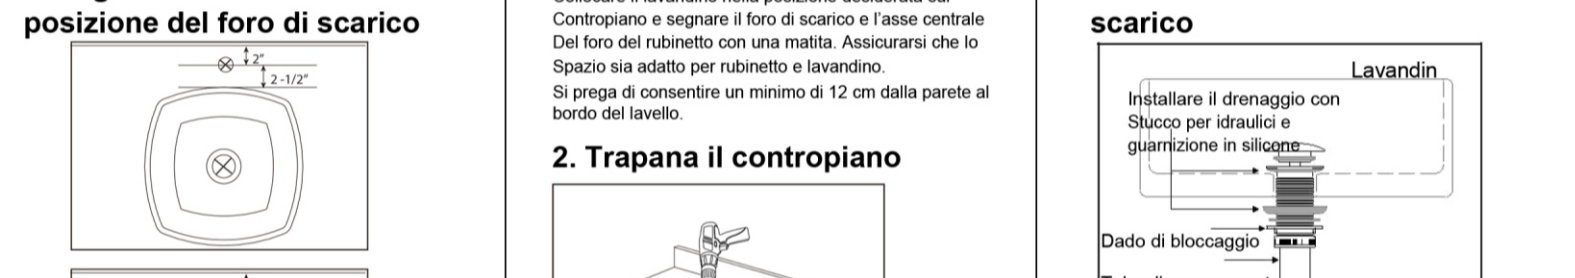 posizione del foro di scarico
2"
2-1/2"
Contropiano e segnare il foro di scarico e l'asse centrale
Del foro del rubinetto con una matita. Assicurarsi che lo
Spazio sia adatto per rubinetto e lavandino.
Si prega di consentire un minimo di 12 cm dalla parete al
bordo del lavello.
2. Trapana il contropiano
scarico
Lavandin
Installare il drenaggio con
Stucco per idraulici e
guarnizione in silicone
Dado di bloccaggio